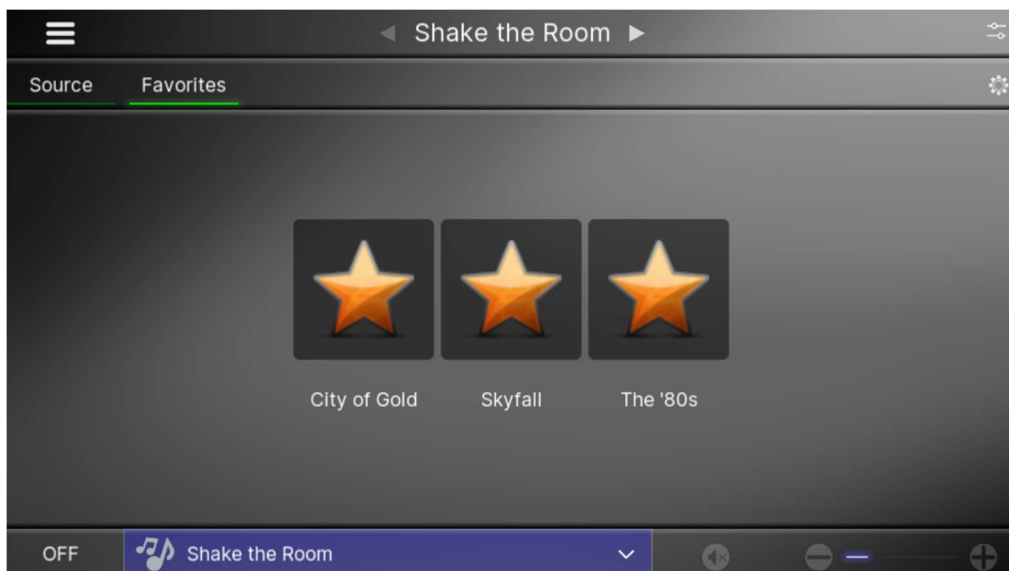 Shake the Room
Source Favorites
City of Gold Skyfall The '80s
OFF Shake the Room